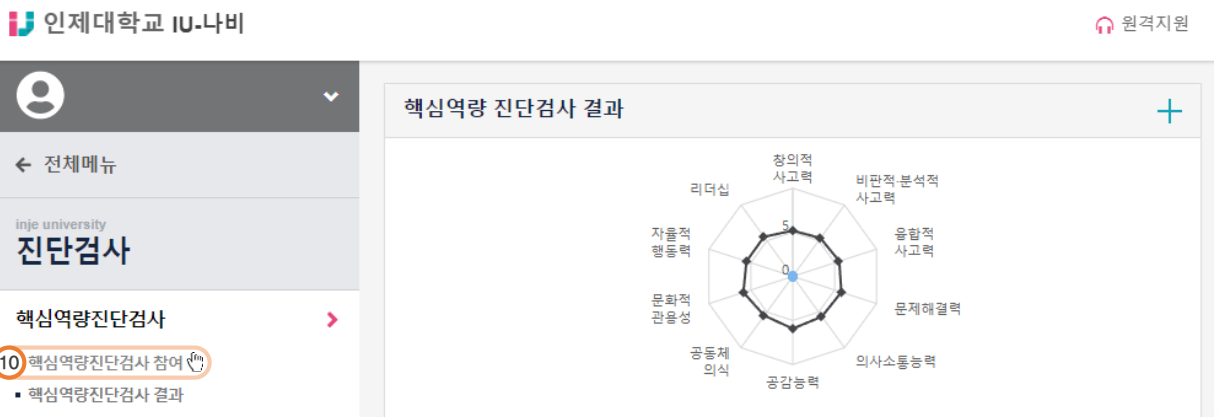 인제대학교 IU-나비
원격지원
핵심역량 진단검사 결과
전체메뉴
inje university
진단검사
핵심역량진단검사
10 핵심역량진단검사 참여
핵심역량진단검사 결과
창의적
사고력
비판적·분석적
사고력
융합적
사고력
문제해결력
의사소통능력
공감능력
공동체
의식
문화적
관용성
자율적
행동력
리더십
5
0